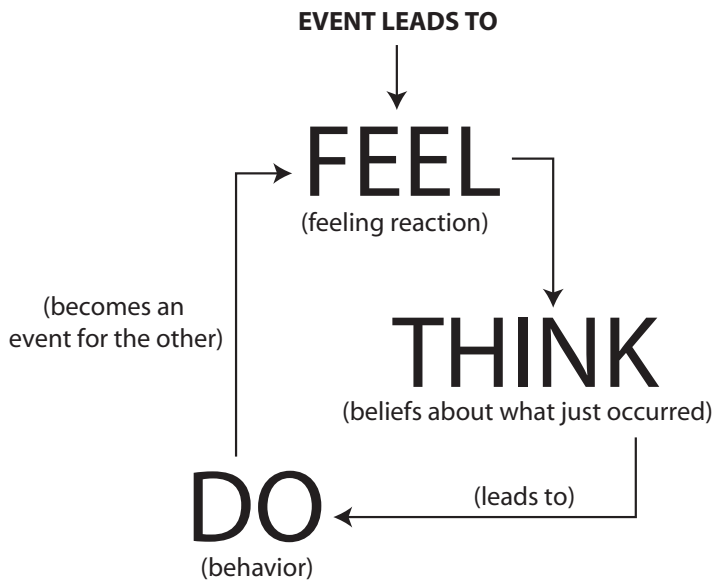 EVENT LEADS TO
FEEL
(feeling reaction)
THINK
(beliefs about what just occurred)
(becomes an
event for the other)
(leads to)
DO
(behavior)